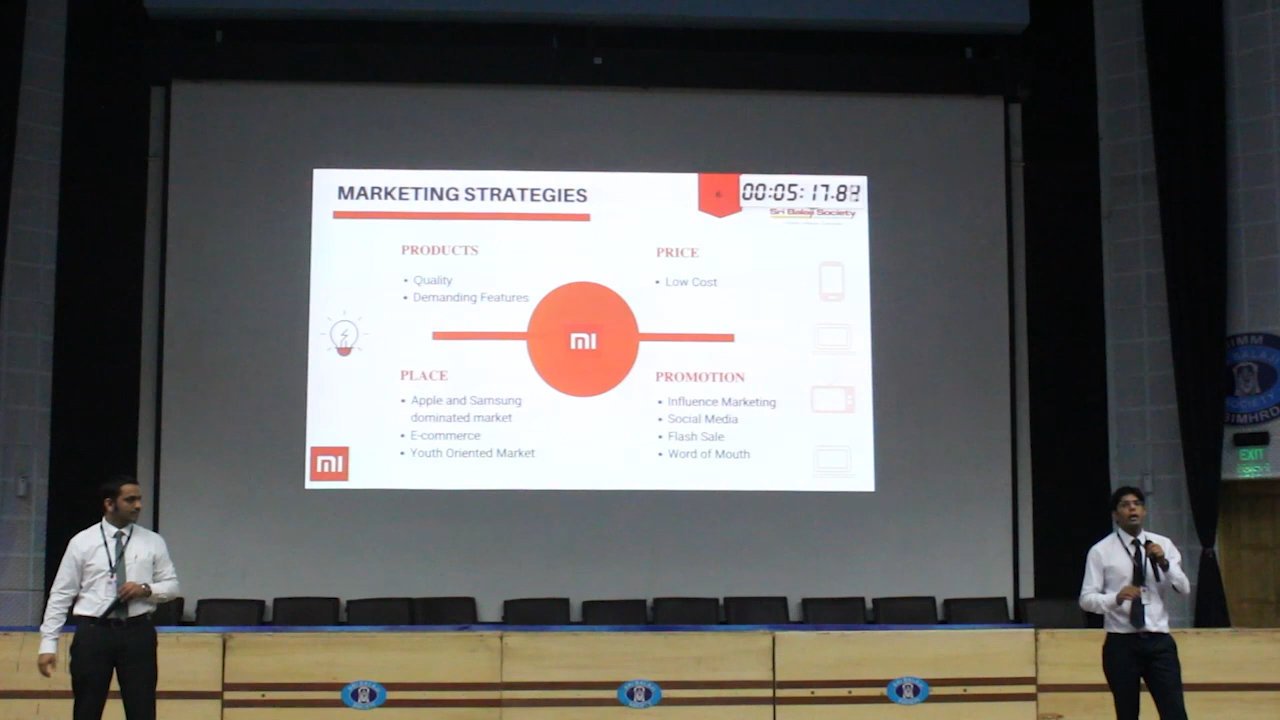 MARKETING STRATEGIES
00:05:17.8
Sri Balaji Society
PRODUCTS
• Quality
• Demanding Features
PRICE
• Low Cost
mi
PLACE
• Apple and Samsung
dominated market
• E-commerce
• Youth Oriented Market
PROMOTION
• Influence Marketing
• Social Media
• Flash Sale
• Word of Mouth
mi
SOCIETY
EXIT